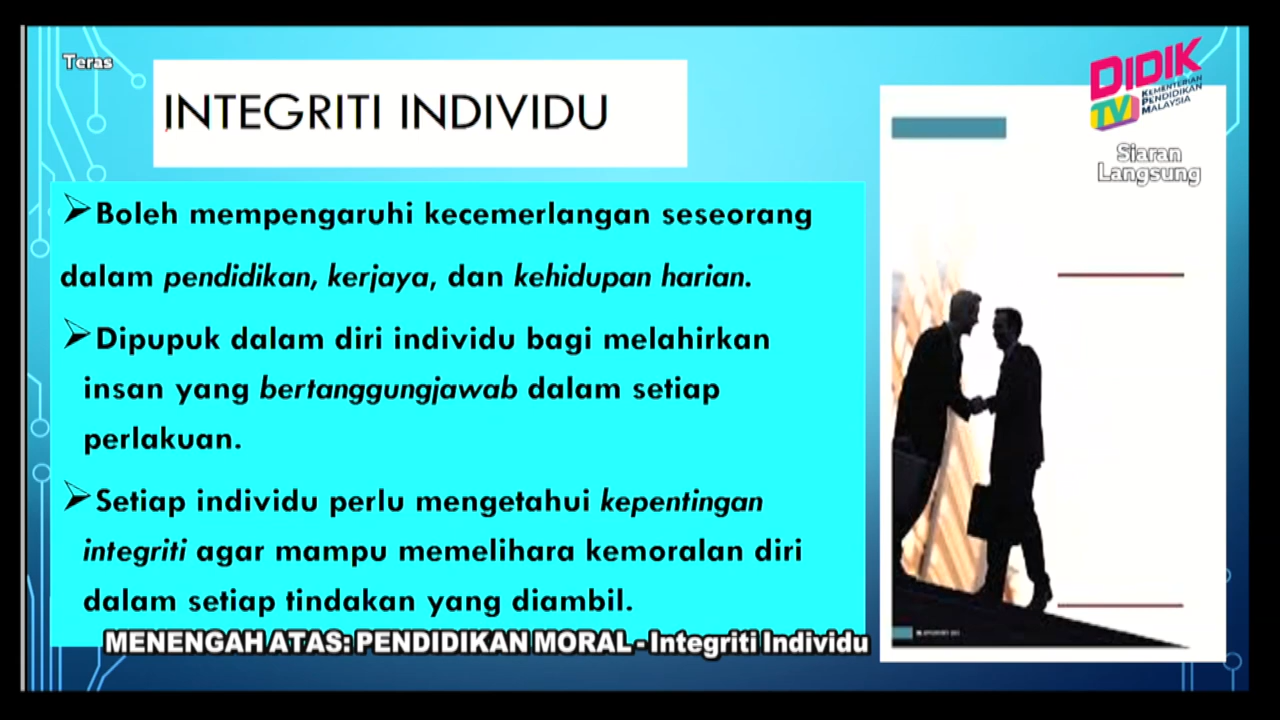 Teras
INTEGRITI INDIVIDU
DIDIK
TV
KEMENTERIAN
PENDIDIKAN
MALAYSIA
Siaran
Langsung
➢Boleh mempengaruhi kecemerlangan seseorang
dalam pendidikan, kerjaya, dan kehidupan harian.
➢Dipupuk dalam diri individu bagi melahirkan
insan yang bertanggungjawab dalam setiap
perlakuan.
➢Setiap individu perlu mengetahui kepentingan
integriti agar mampu memelihara kemoralan diri
dalam setiap tindakan yang diambil.
MENENGAH ATAS: PENDIDIKAN MORAL - Integriti Individu